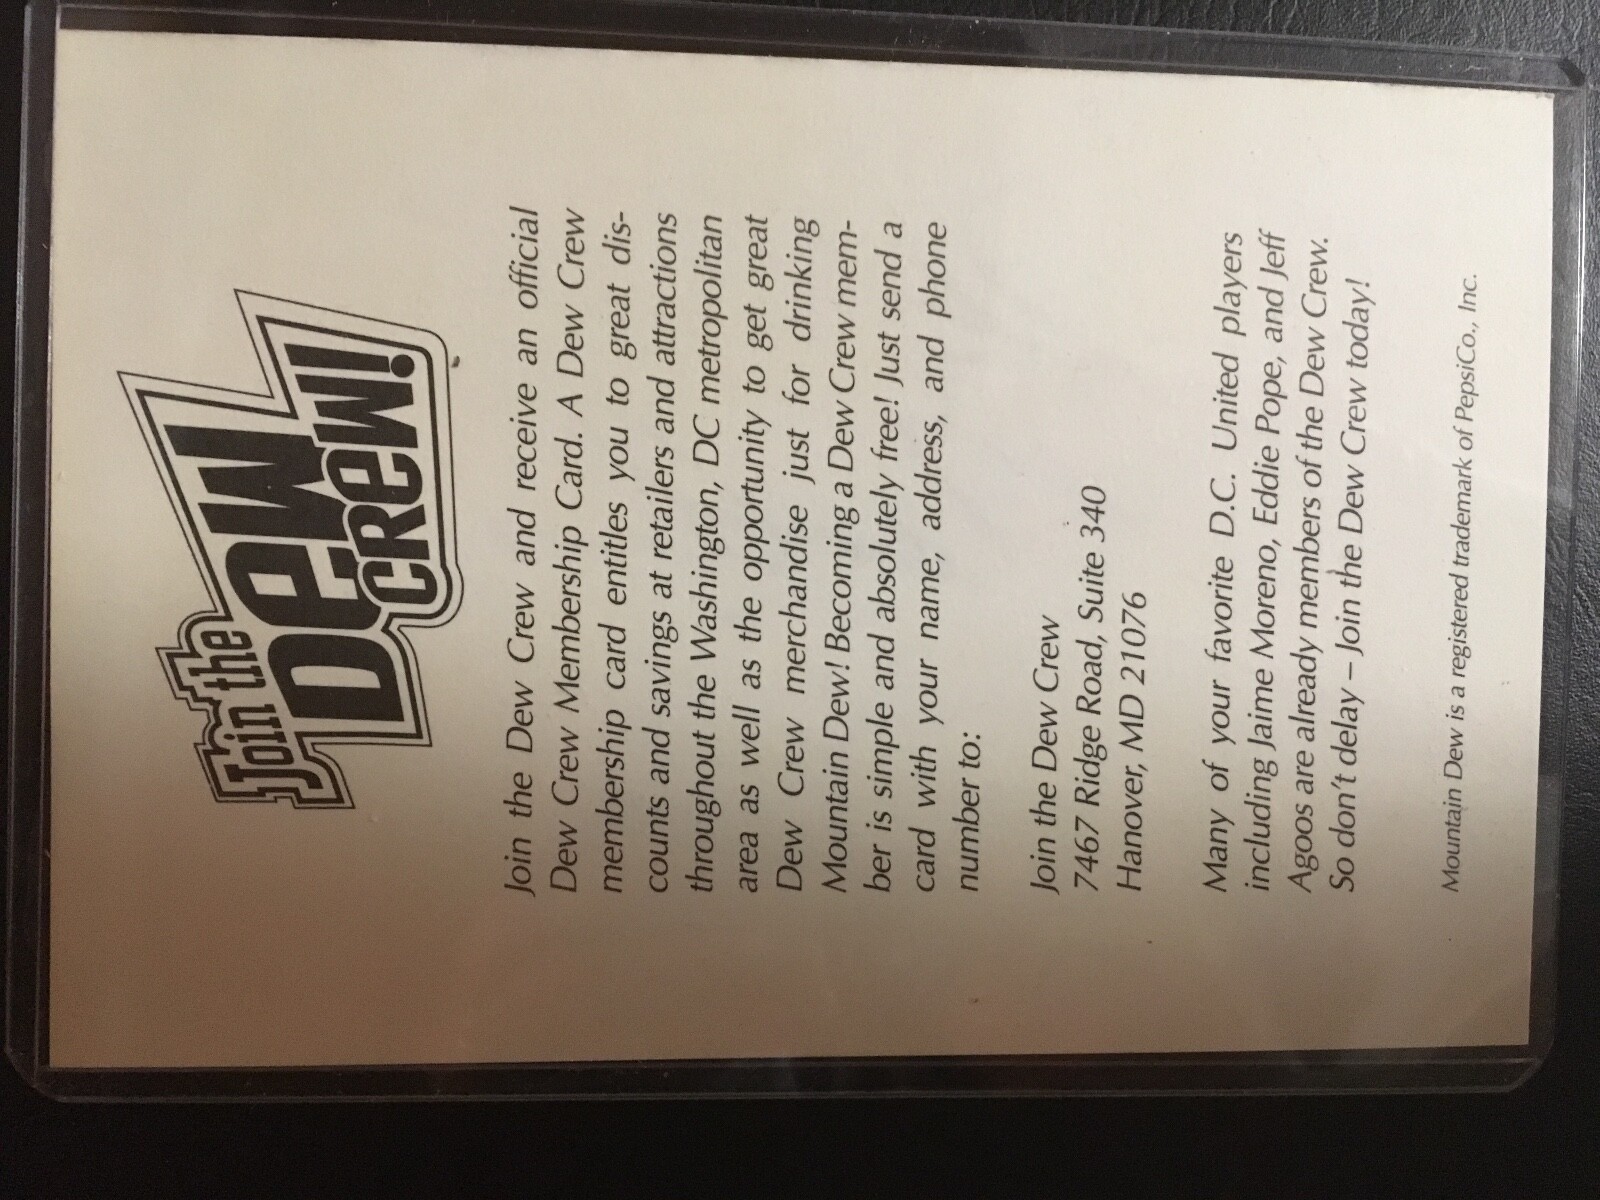 Join the
Dew
Crew!
Join the Dew Crew and receive an official
Dew Crew Membership Card. A Dew Crew
membership card entitles you to great dis-
counts and savings at retailers and attractions
throughout the Washington, DC metropolitan
area as well as the opportunity to get great
Dew Crew merchandise just for drinking
Mountain Dew! Becoming a Dew Crew mem-
ber is simple and absolutely free! Just send a
card with your name, address, and phone
number to:
Join the Dew Crew
7467 Ridge Road, Suite 340
Hanover, MD 21076
Many of your favorite D.C. United players
including Jaime Moreno, Eddie Pope, and Jeff
Agoos are already members of the Dew Crew.
So don't delay – Join the Dew Crew today!
Mountain Dew is a registered trademark of PepsiCo., Inc.